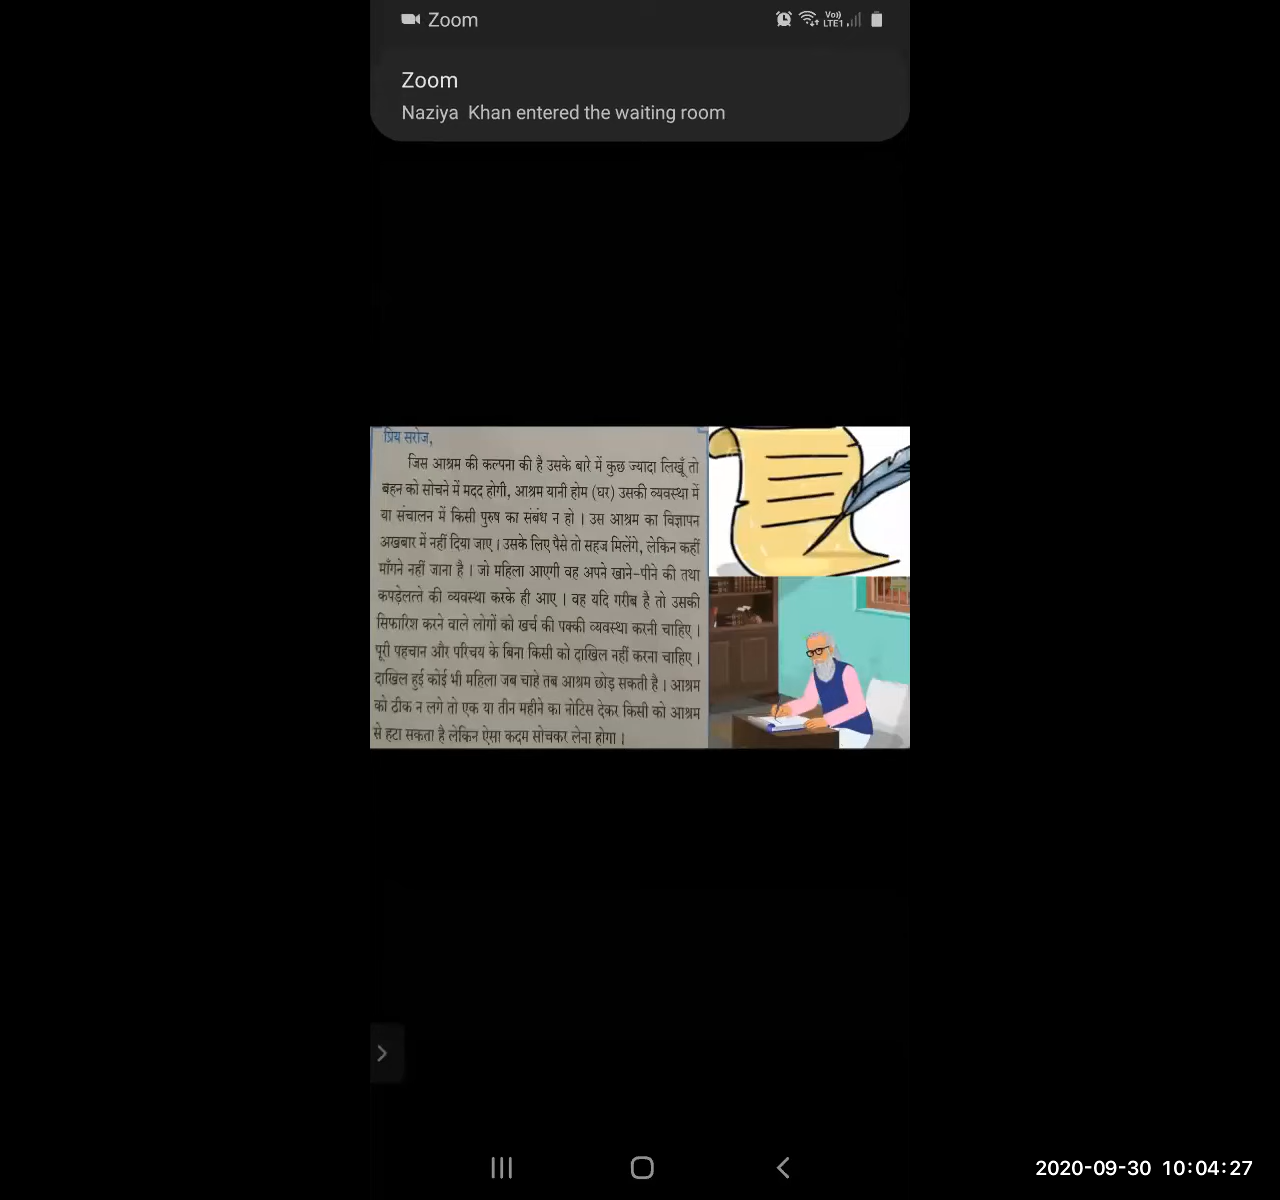 Zoom
Vo))
LTE1
Zoom
Naziya Khan entered the waiting room
प्रिय सरोज,
जिस आश्रम की कल्पना की है उसके बारे में कुछ ज्यादा लिखूँ तो
बहन को सोचने में मदद होगी, आश्रम यानी होम (घर) उसकी व्यवस्था में
या संचालन में किसी पुरुष का संबंध न हो । उस आश्रम का विज्ञापन
अखबार में नहीं दिया जाए । उसके लिए पैसे तो सहज मिलेंगे, लेकिन कहीं
माँगने नहीं जाना है । जो महिला आएगी वह अपने खाने-पीने की तथा
कपड़ेलत्ते की व्यवस्था करके ही आए । वह यदि गरीब है तो उसकी
सिफारिश करने वाले लोगों को खर्च की पक्की व्यवस्था करनी चाहिए ।
पूरी पहचान और परिचय के बिना किसी को दाखिल नहीं करना चाहिए ।
दाखिल हुई कोई भी महिला जब चाहे तब आश्रम छोड़ सकती है । आश्रम
को ठीक न लगे तो एक या तीन महीने का नोटिस देकर किसी को आश्रम
से हटा सकता है लेकिन ऐसा कदम सोचकर लेना होगा ।
2020-09-30 10:04:27